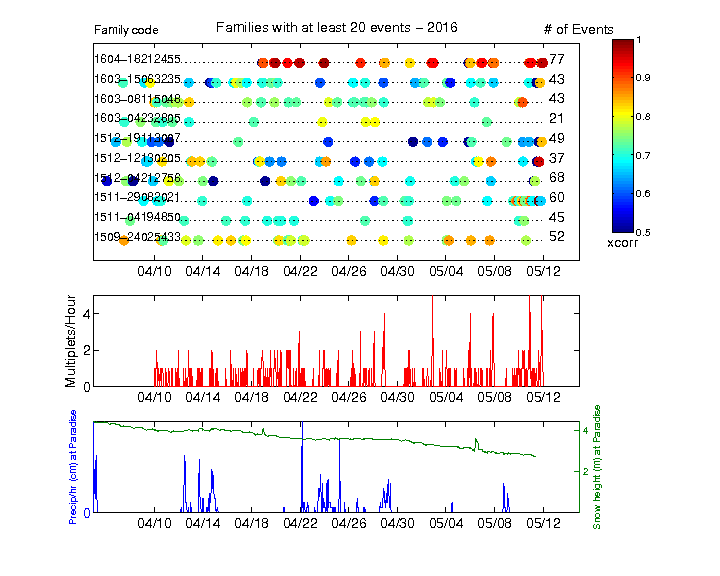 Families with at least 20 events − 2016
Family code
# of Events
1604−18212455 77
1603−15063235 43
1603−08115048 43
1603−04232805 21
1512−19113067 49
1512−12130205 37
1512−04212756 68
1511−29082021 60
1511−04194850 45
1509−24025433 52
04/10 04/14 04/18 04/22 04/26 04/30 05/04 05/08 05/12
1
0.9
0.8
0.7
0.6
0.5
xcorr
Multiplets/Hour
4
2
0
04/10 04/14 04/18 04/22 04/26 04/30 05/04 05/08 05/12
Precip/hr (cm) at Paradise
0
4
2
Snow height (m) at Paradise
04/10 04/14 04/18 04/22 04/26 04/30 05/04 05/08 05/12